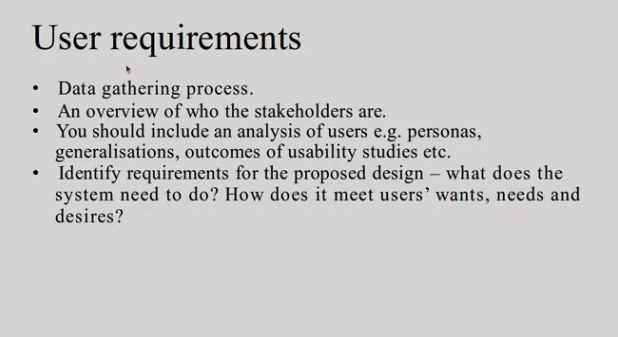 User requirements
• Data gathering process.
• An overview of who the stakeholders are.
• You should include an analysis of users e.g. personas,
generalisations, outcomes of usability studies etc.
• Identify requirements for the proposed design – what does the
system need to do? How does it meet users’ wants, needs and
desires?